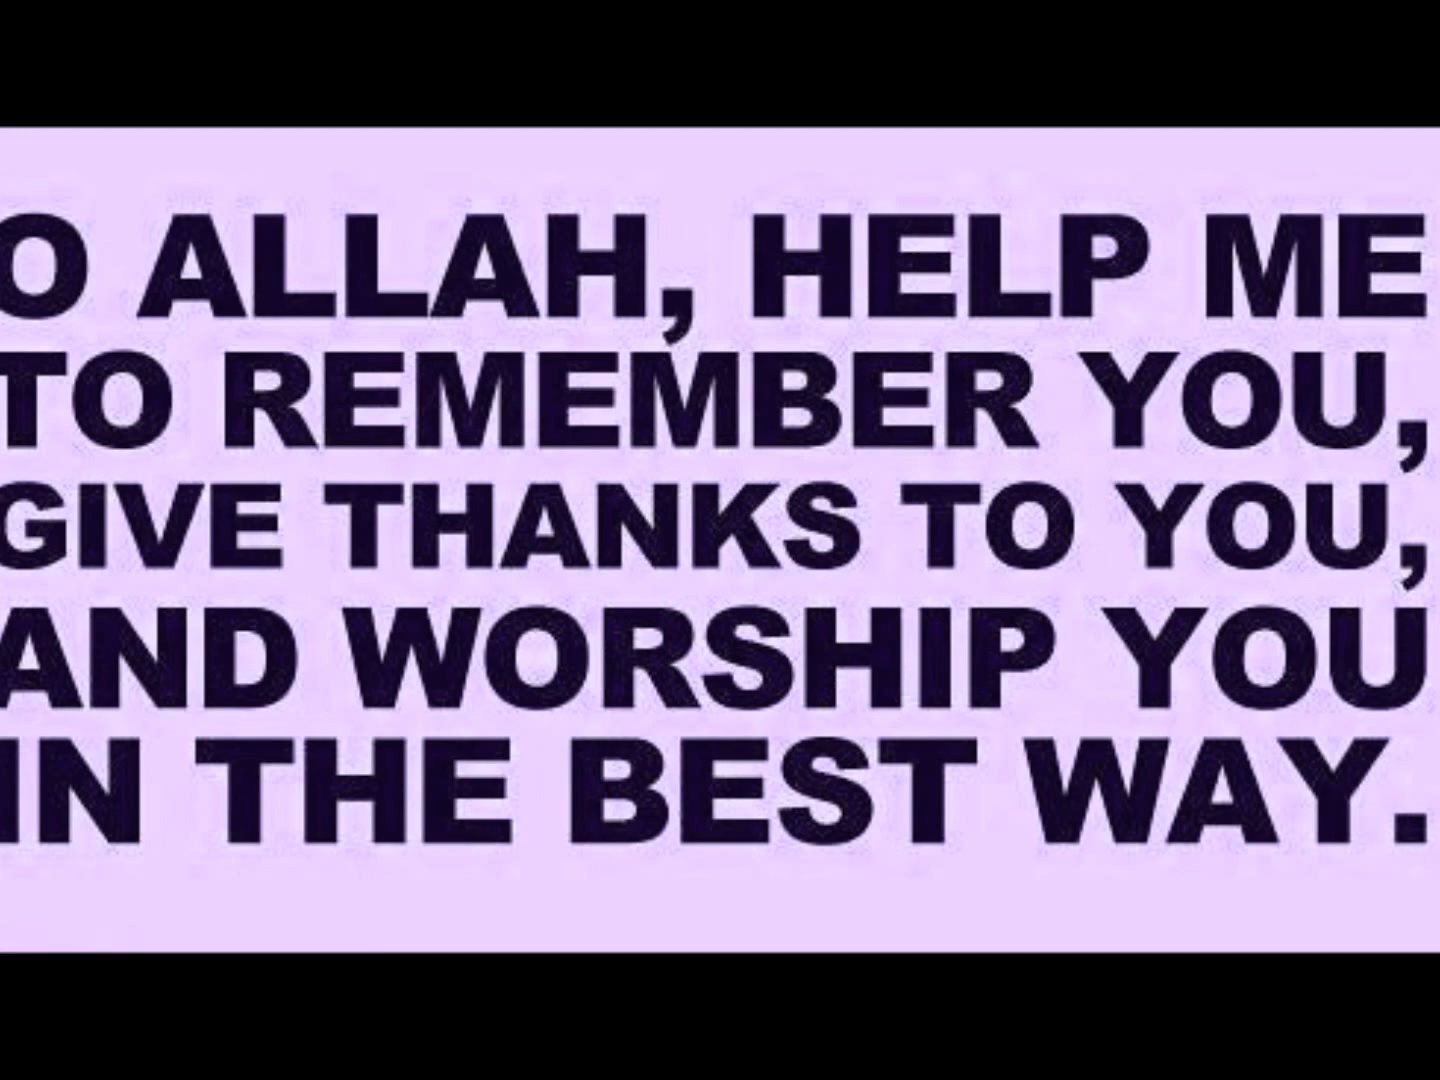 O ALLAH, HELP ME
TO REMEMBER YOU,
GIVE THANKS TO YOU,
AND WORSHIP YOU
IN THE BEST WAY.